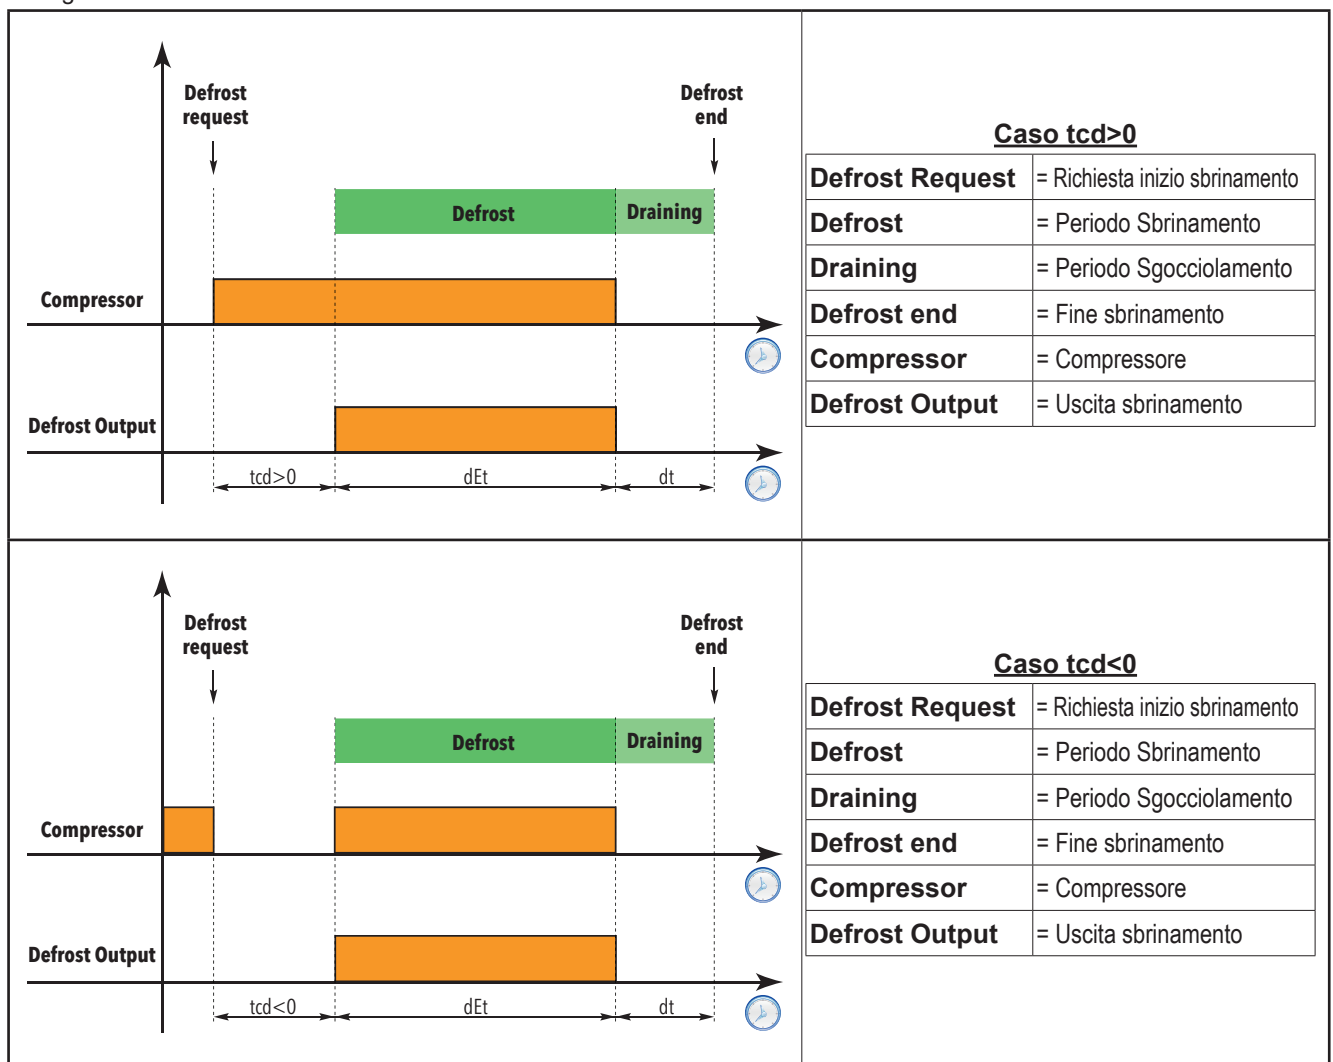 Defrost
request
Defrost
end
Defrost
Draining
Compressor
Defrost Output
tcd>0
dEt
dt
Caso tcd>0
Defrost Request = Richiesta inizio sbrinamento
Defrost = Periodo Sbrinamento
Draining = Periodo Sgocciolamento
Defrost end = Fine sbrinamento
Compressor = Compressore
Defrost Output = Uscita sbrinamento
Defrost
request
Defrost
end
Defrost
Draining
Compressor
Defrost Output
tcd<0
dEt
dt
Caso tcd<0
Defrost Request = Richiesta inizio sbrinamento
Defrost = Periodo Sbrinamento
Draining = Periodo Sgocciolamento
Defrost end = Fine sbrinamento
Compressor = Compressore
Defrost Output = Uscita sbrinamento